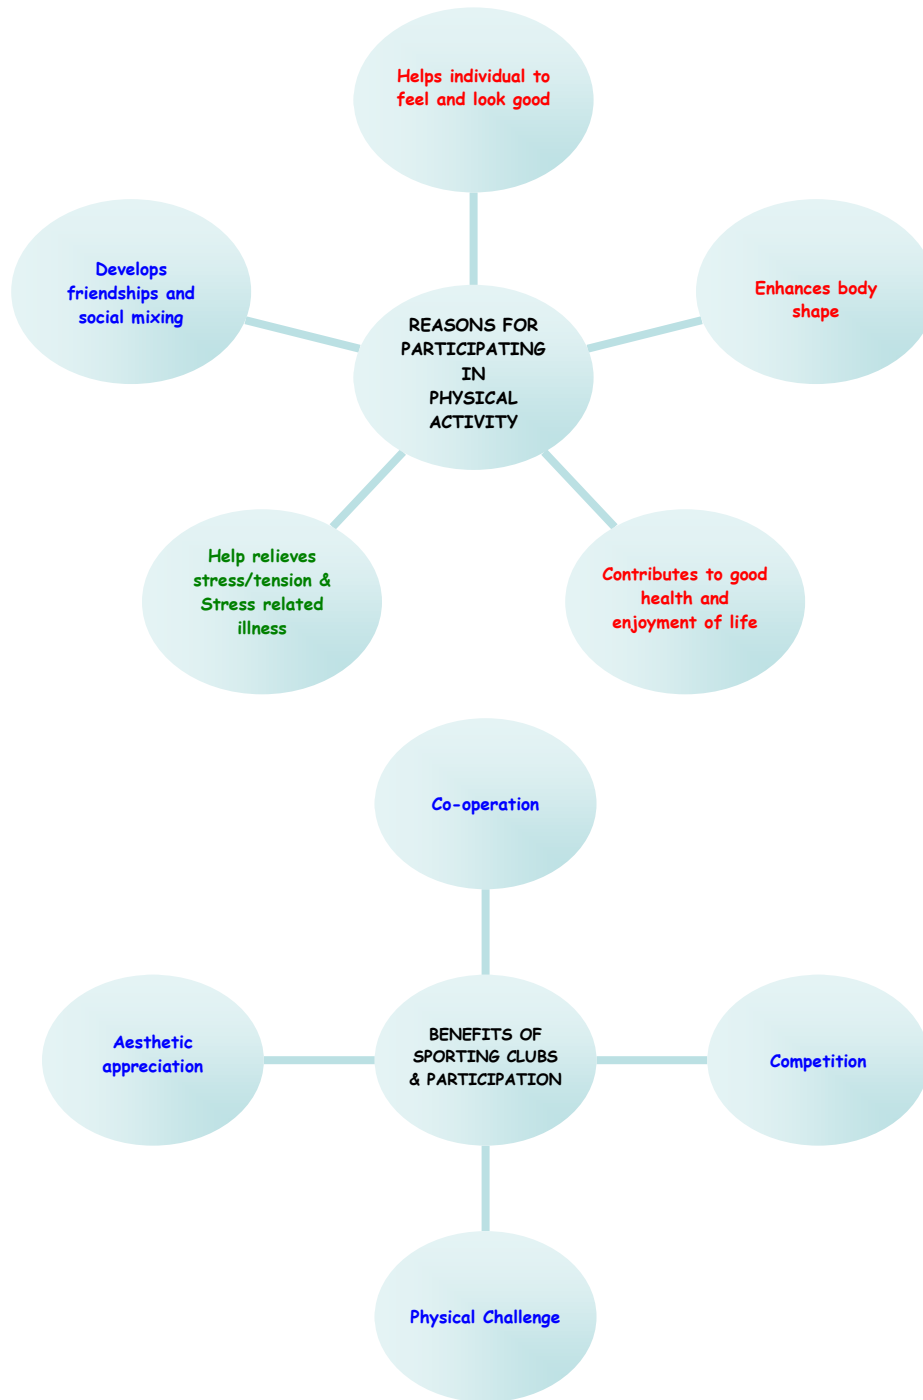 Helps individual to
feel and look good
Develops
friendships and
social mixing
Enhances body
shape
REASONS FOR
PARTICIPATING
IN
PHYSICAL
ACTIVITY
Help relieves
stress/tension &
Stress related
illness
Contributes to good
health and
enjoyment of life
Co-operation
Aesthetic
appreciation
BENEFITS OF
SPORTING CLUBS
& PARTICIPATION
Competition
Physical Challenge